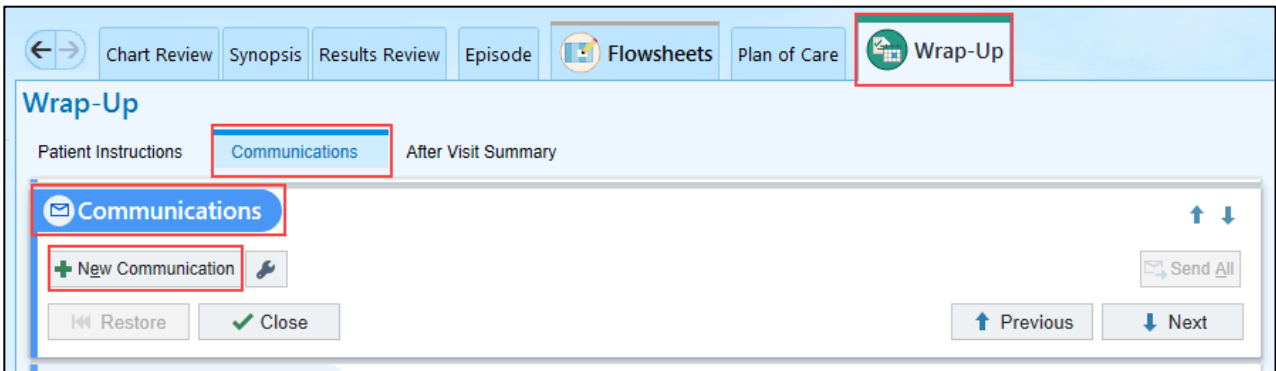 Chart Review Synopsis Results Review Episode Flowsheets Plan of Care Wrap-Up
Wrap-Up
Patient Instructions Communications After Visit Summary
Communications
New Communication Send All
Restore Close Previous Next